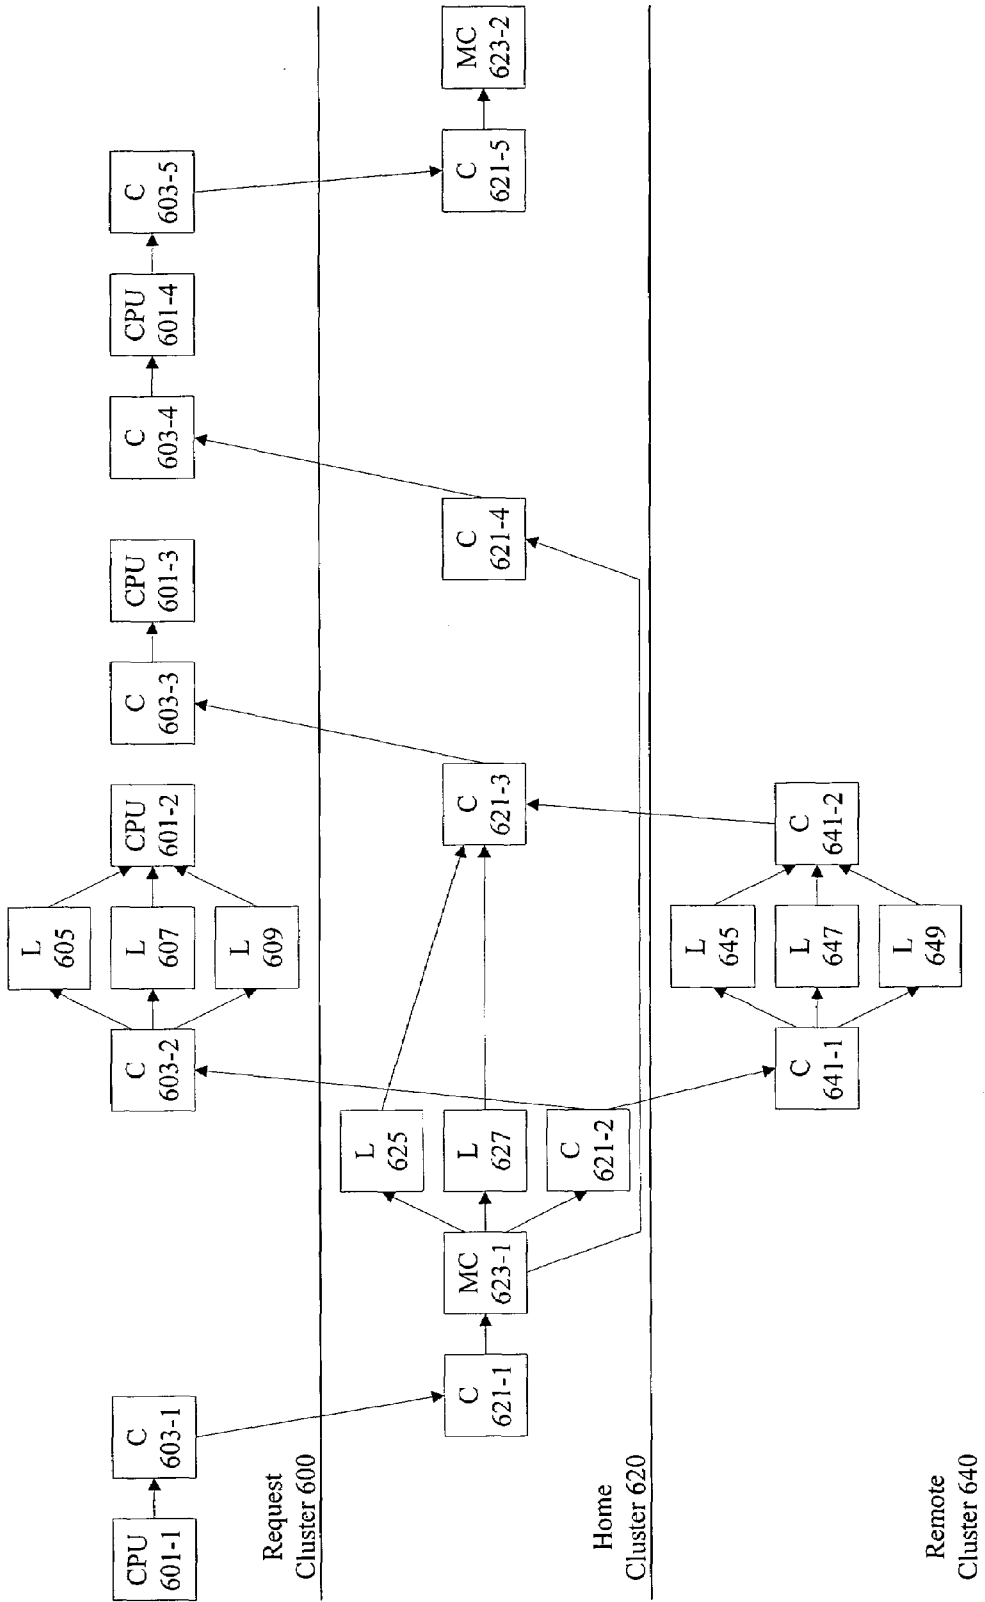 CPU
601-1
C
603-1
C
603-2
L
605
L
607
L
609
CPU
601-2
C
603-3
CPU
601-3
C
603-4
CPU
601-4
C
603-5
Request
Cluster 600
C
621-1
MC
623-1
L
625
L
627
C
621-2
C
621-3
C
621-4
C
621-5
MC
623-2
Home
Cluster 620
C
641-1
L
645
L
647
L
649
C
641-2
Remote
Cluster 640